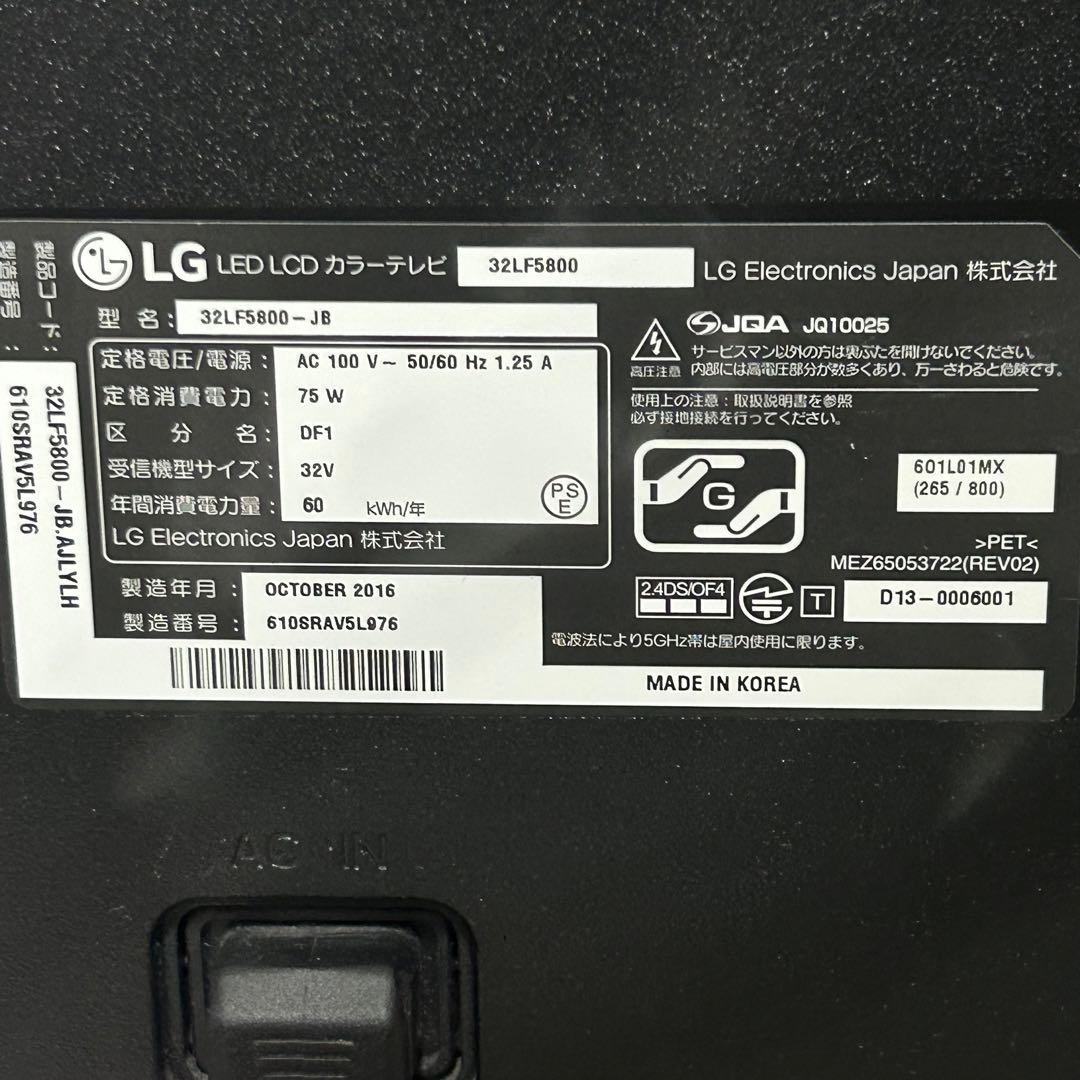 LG LED LCD カラーテレビ 32LF5800 LG Electronics Japan 株式会社
型 名: 32LF5800-JB
定格電圧/電源: AC 100 V~ 50/60 Hz 1.25 A
定格消費電力: 75 W
区 分 名: DF1
受信機型サイズ: 32V
年間消費電力量: 60 kWh/年
PS
E
LG Electronics Japan 株式会社
製造年月: OCTOBER 2016
製造番号: 610SRAV5L976
製品コード: 32LF5800-JB.AJLYLH
製造番号: 610SRAV5L976
JQA JQ10025
高圧注意
サービスマン以外の方は裏ぶたを開けないでください。
内部には高電圧部分が数多くあり、万一さわると危険です。
使用上の注意:取扱説明書を参照
必ず接地接続を行ってください。
G
601L01MX
(265 / 800)
>PET<
MEZ65053722(REV02)
2.4DS/OF4
T D13-0006001
電波法により5GHz帯は屋内使用に限ります。
MADE IN KOREA
AC IN